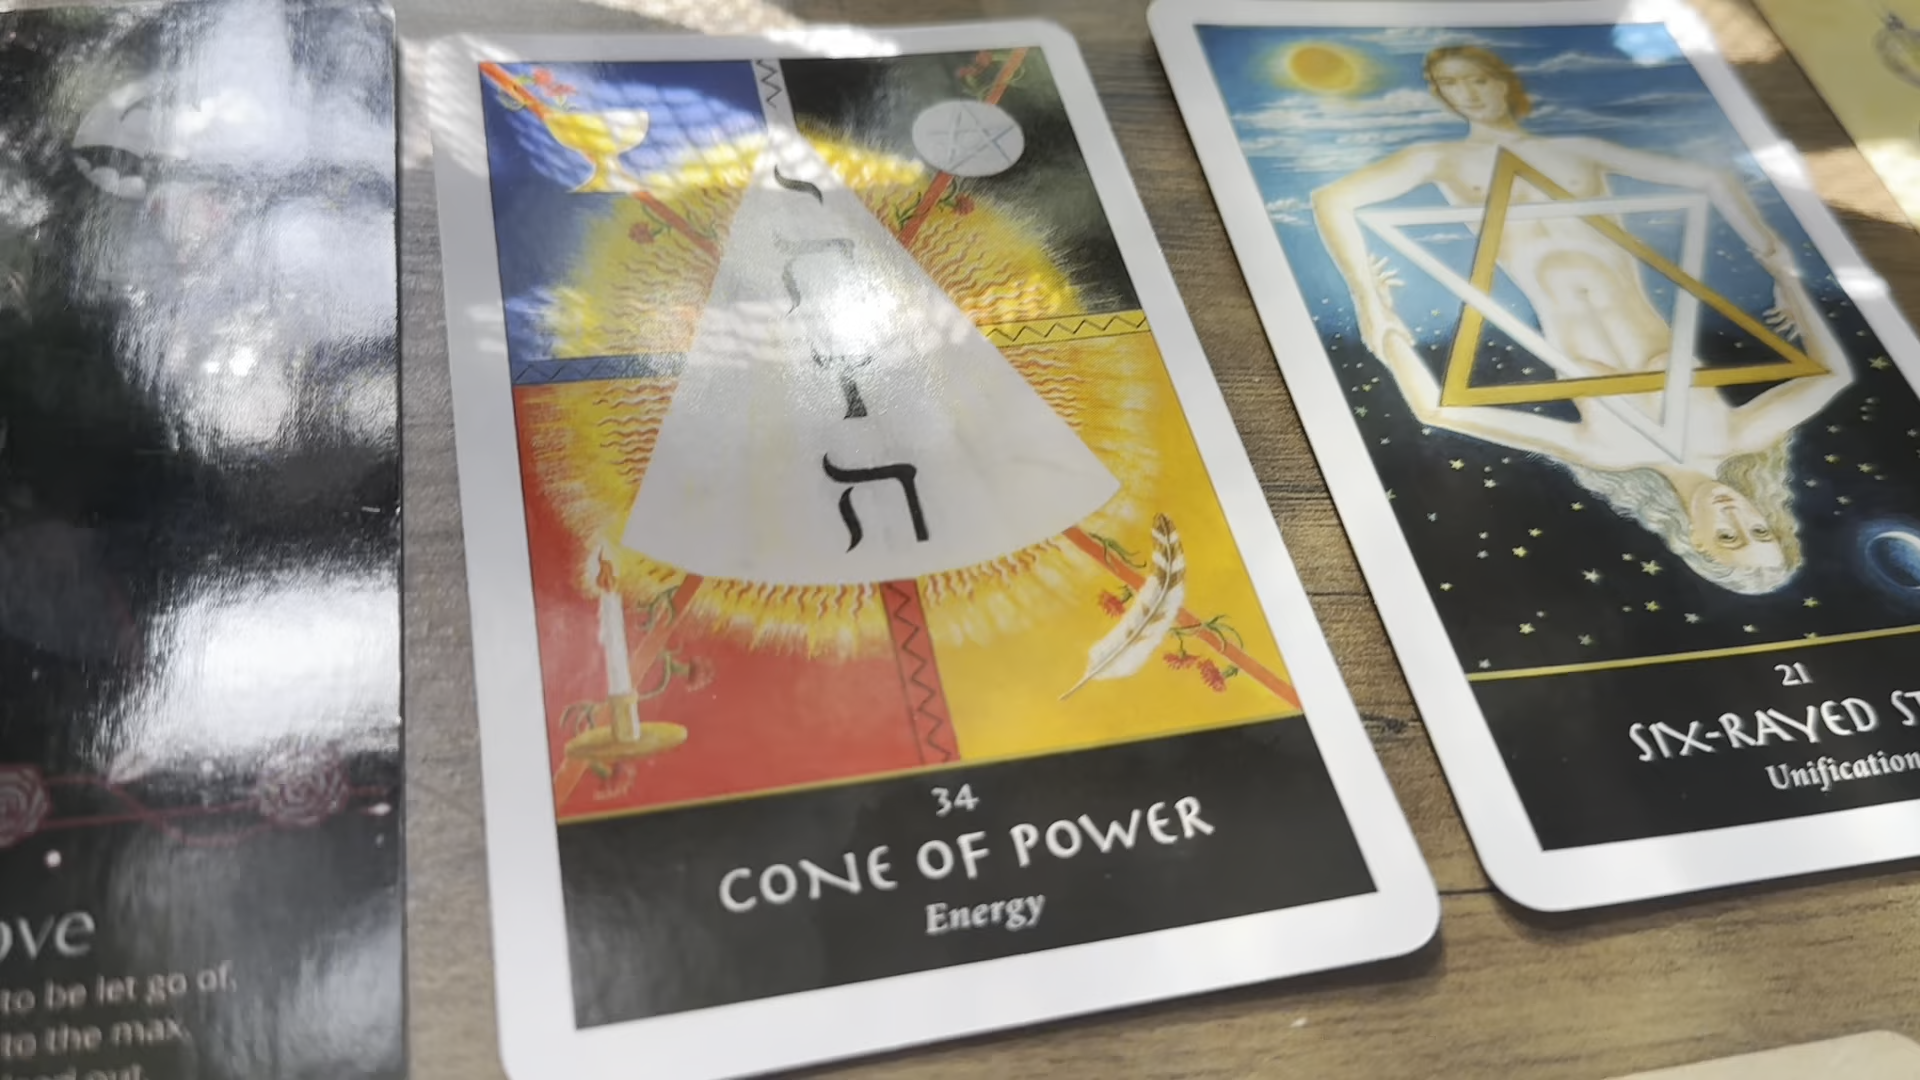 ove
to be let go of,
to the max,
out.
י
ה
ו
ה
34
CONE OF POWER
Energy
21
SIX-RAYED ST
Unification